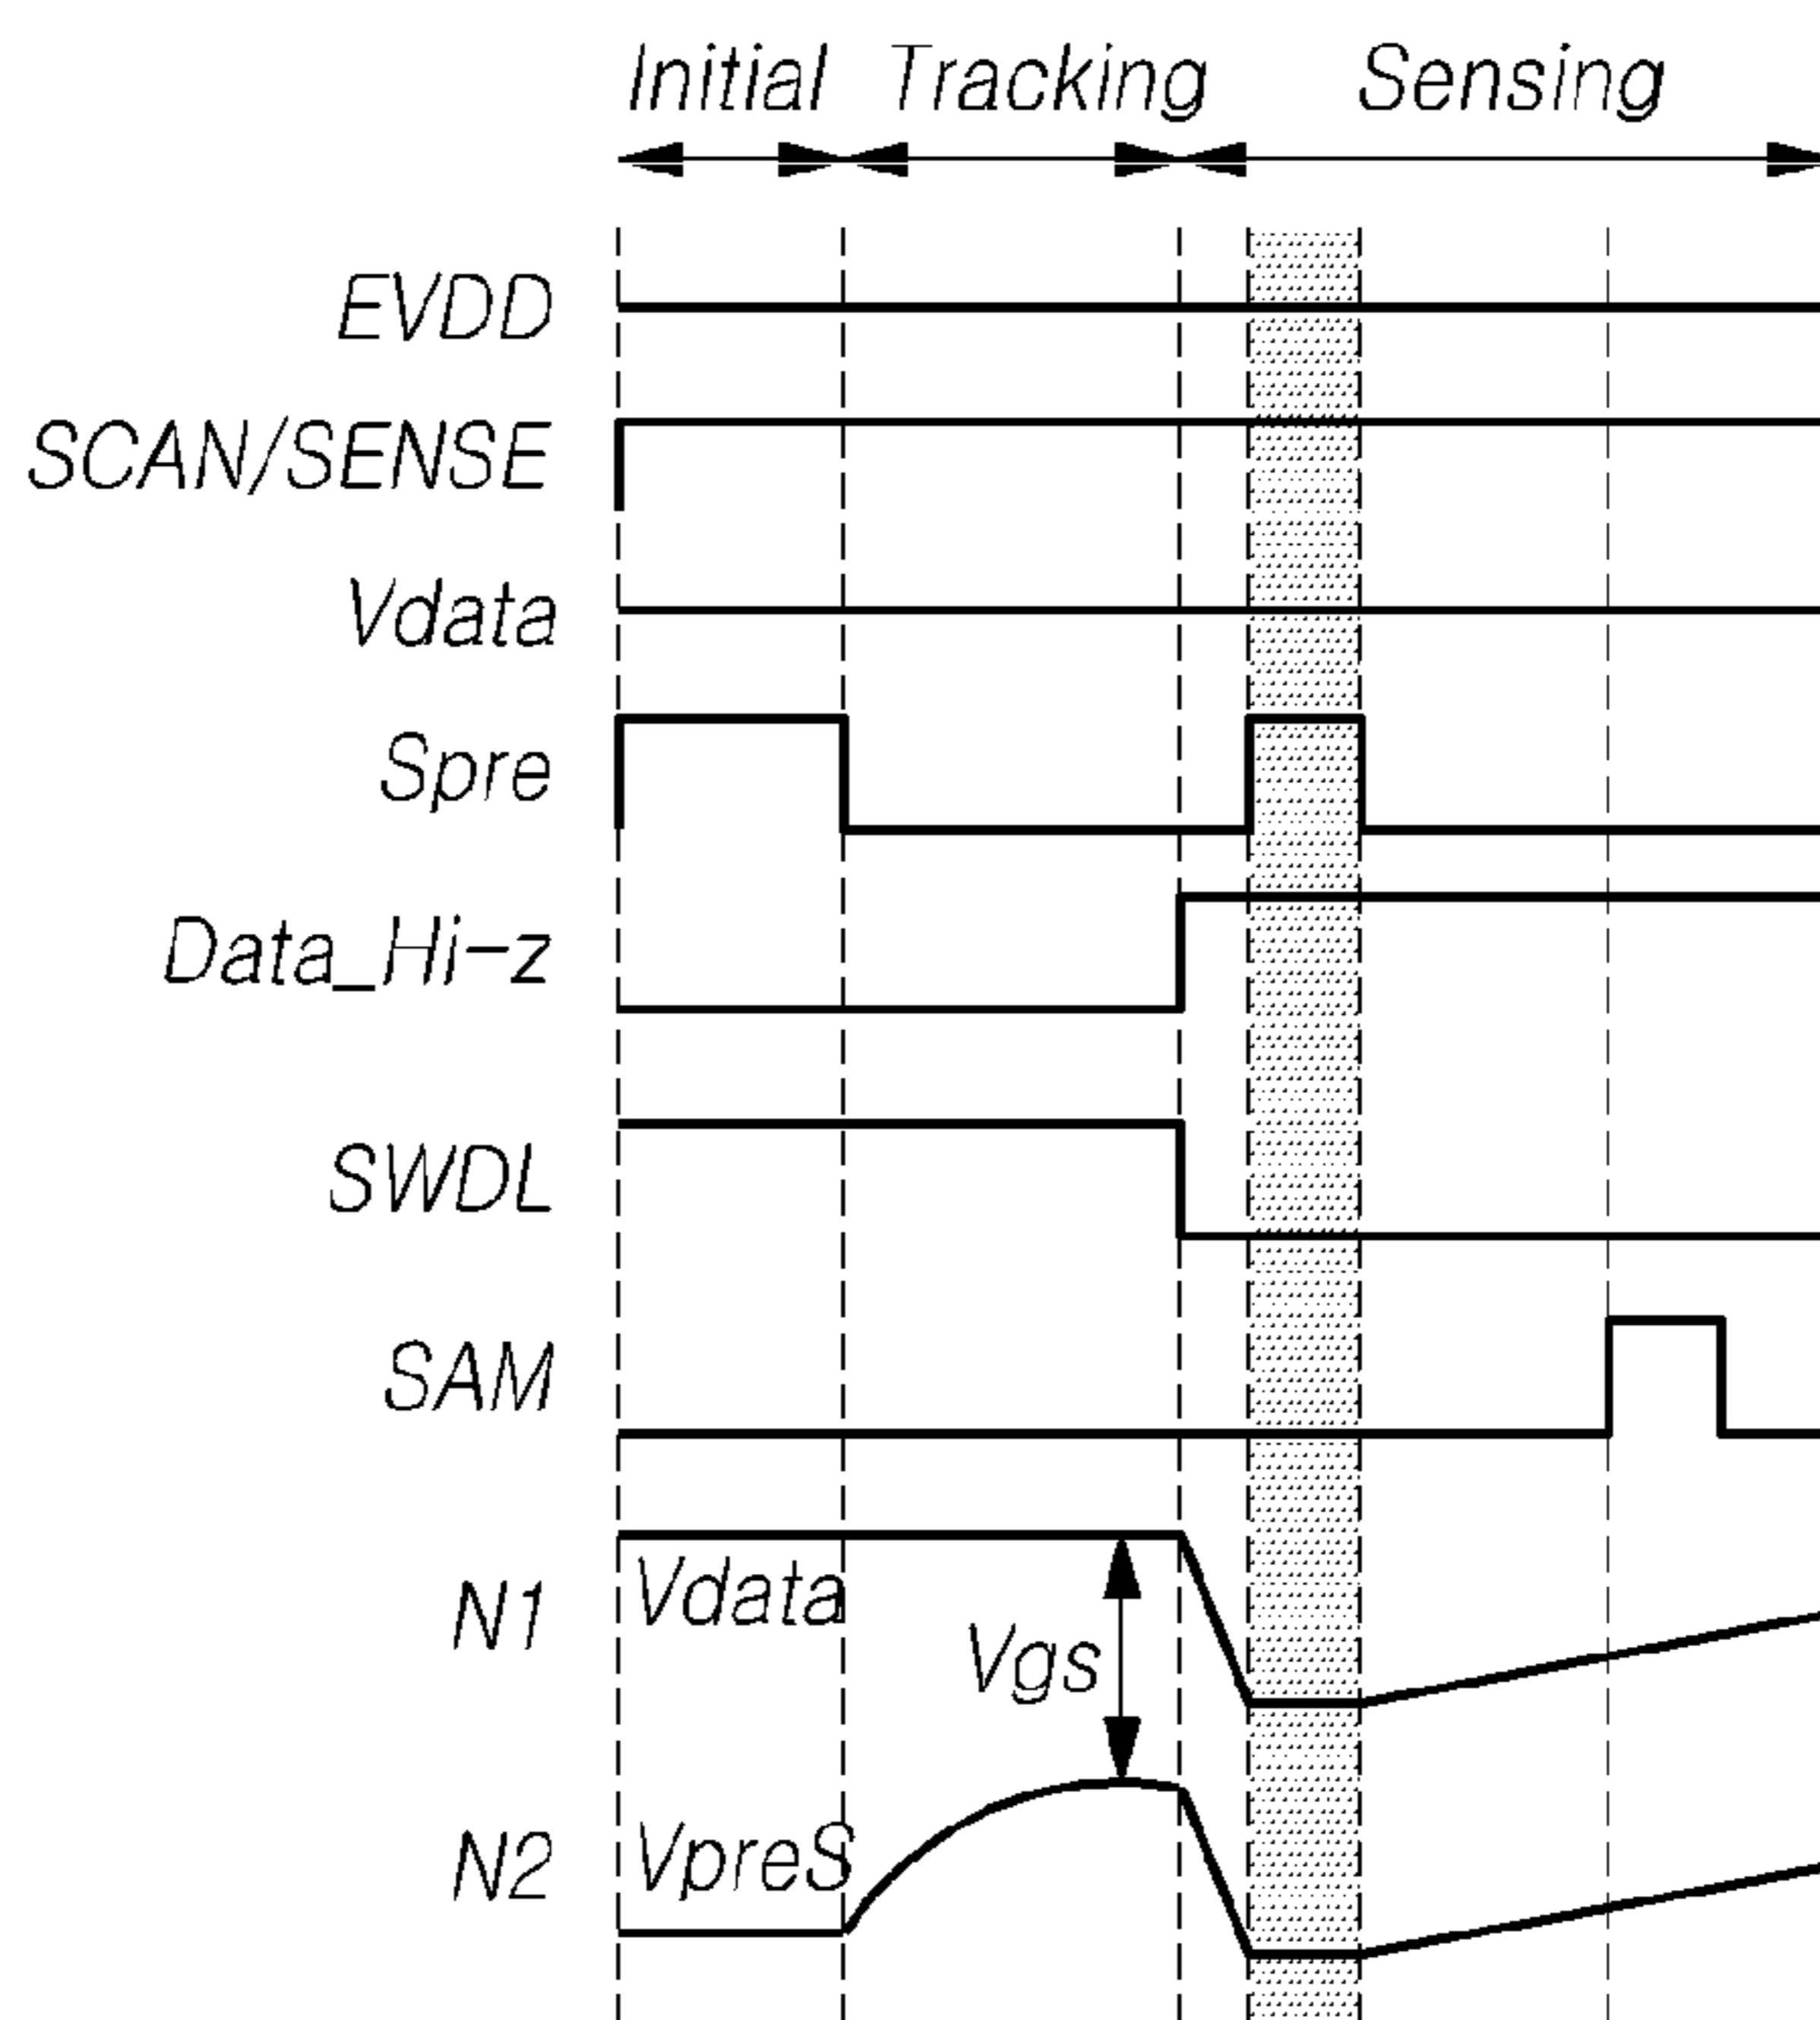 Initial Tracking Sensing
EVDD
SCAN/SENSE
Vdata
Spre
Data_Hi-z
SWDL
SAM
N1 Vdata
Vgs
N2 VpreS